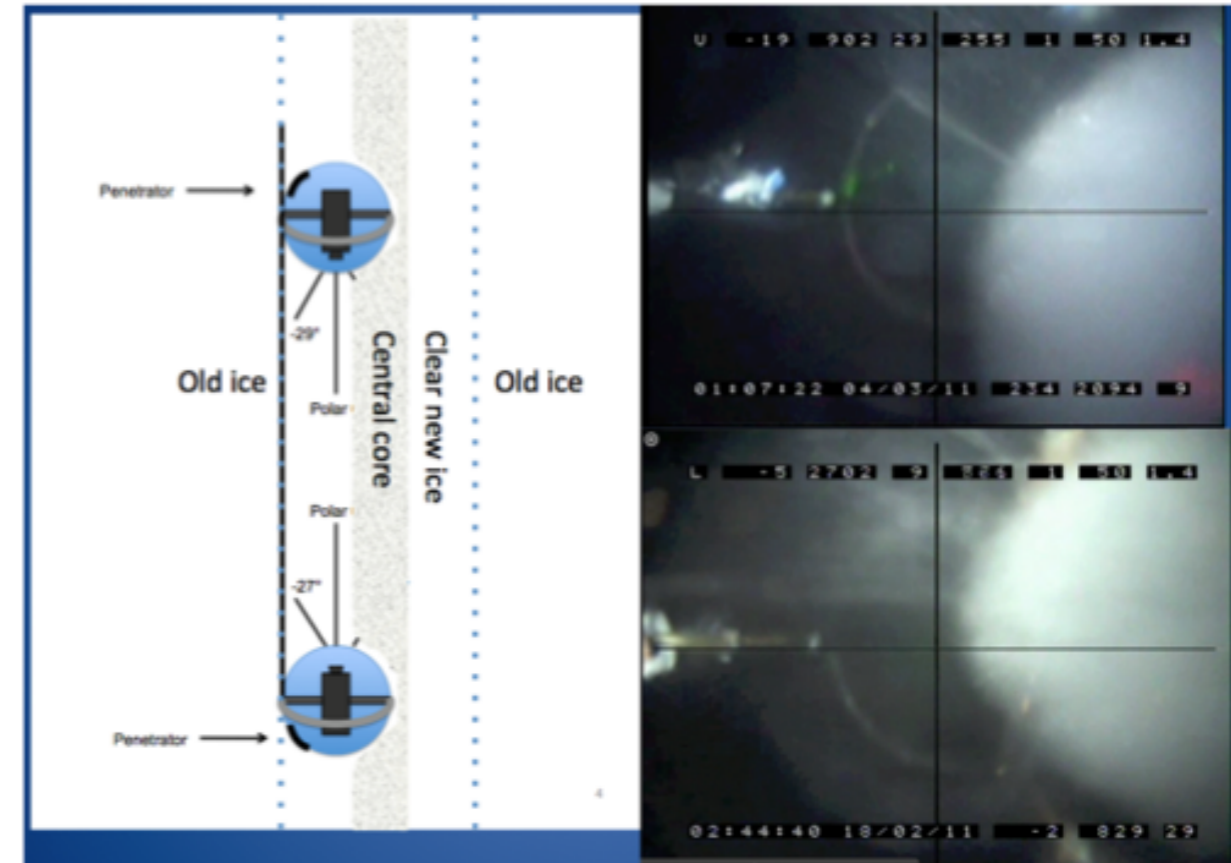 Penetrator
-29°
Old ice
Polar
Central core
Clear new ice
Old ice
Polar
-27°
Penetrator
4
U -19 902 29 255 1 50 1.4
01:07:22 04/03/11 234 2094 9
L -5 2702 9 1 50 1.4
02:44:40 18/02/11 -2 829 29